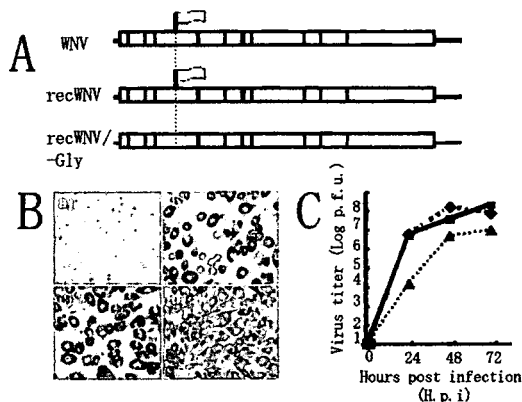 A
WNV
recWNV
recWNV/
-Gly
B
C
Virus titer (Log p.f.u.)
8
7
6
5
4
3
2
1
0
24
48
72
Hours post infection
(H.p.i)